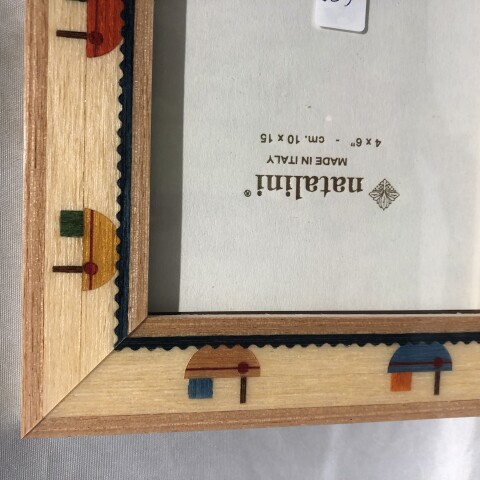 natalini®
MADE IN ITALY
4 x 6" - cm. 10 x 15